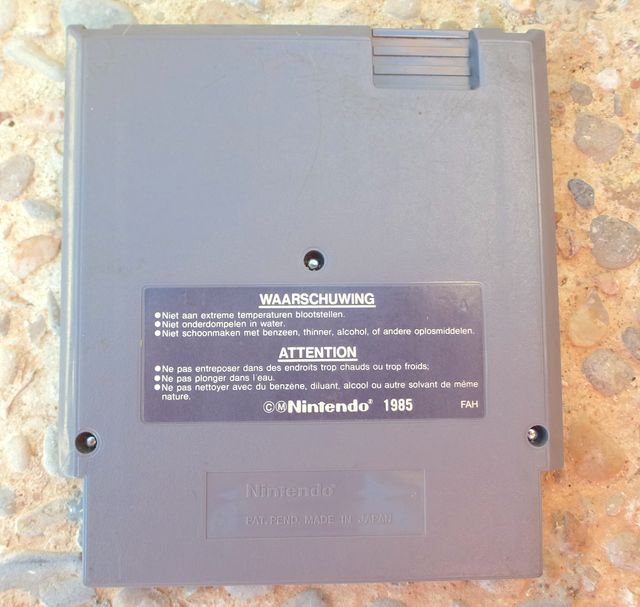 WAARSCHUWING
●Niet aan extreme temperaturen blootstellen.
●Niet onderdompelen in water.
●Niet schoonmaken met benzeen, thinner, alcohol, of andere oplosmiddelen.
ATTENTION
●Ne pas entreposer dans des endroits trop chauds ou trop froids;
●Ne pas plonger dans l'eau.
●Ne pas nettoyer avec du benzène, diluant, alcool ou autre solvant de méme
nature.
©ⓂNintendo® 1985 FAH
Nintendo®
PAT. PEND. MADE IN JAPAN